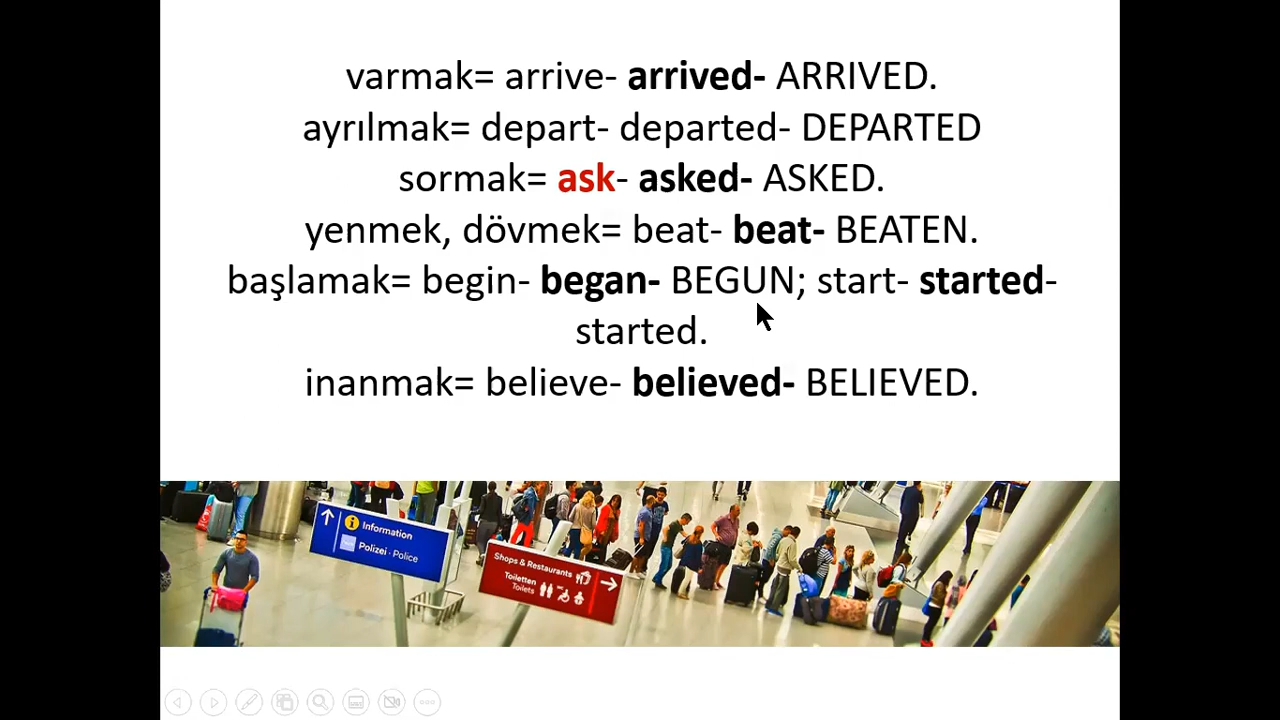 varmak= arrive- arrived- ARRIVED.
ayrılmak= depart- departed- DEPARTED
sormak= ask- asked- ASKED.
yenmek, dövmek= beat- beat- BEATEN.
başlamak= begin- began- BEGUN; start- started-
started.
inanmak= believe- believed- BELIEVED.
Information
Polizei · Police
Shops & Restaurants
Toiletten
Toilets